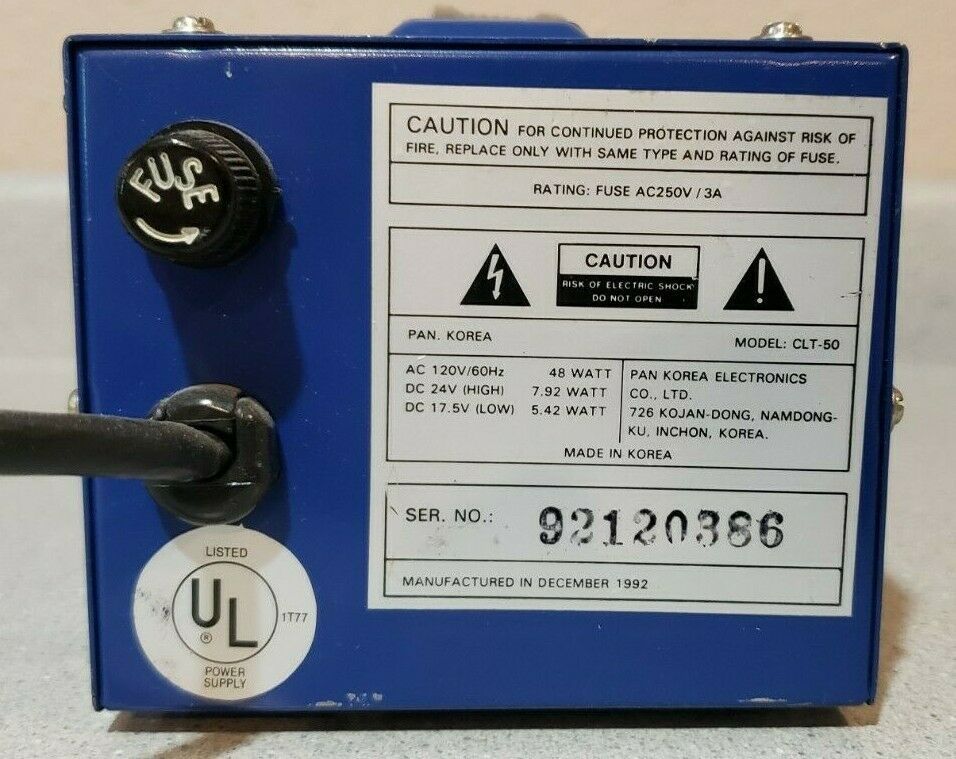 FUSE
CAUTION FOR CONTINUED PROTECTION AGAINST RISK OF
FIRE, REPLACE ONLY WITH SAME TYPE AND RATING OF FUSE.
RATING: FUSE AC250V / 3A
CAUTION
RISK OF ELECTRIC SHOCK
DO NOT OPEN
PAN. KOREA MODEL: CLT-50
AC 120V/60Hz 48 WATT
DC 24V (HIGH) 7.92 WATT
DC 17.5V (LOW) 5.42 WATT
PAN KOREA ELECTRONICS
CO., LTD.
726 KOJAN-DONG, NAMDONG-
KU, INCHON, KOREA.
MADE IN KOREA
SER. NO.: 92120386
MANUFACTURED IN DECEMBER 1992
LISTED
UL
®
1T77
POWER
SUPPLY